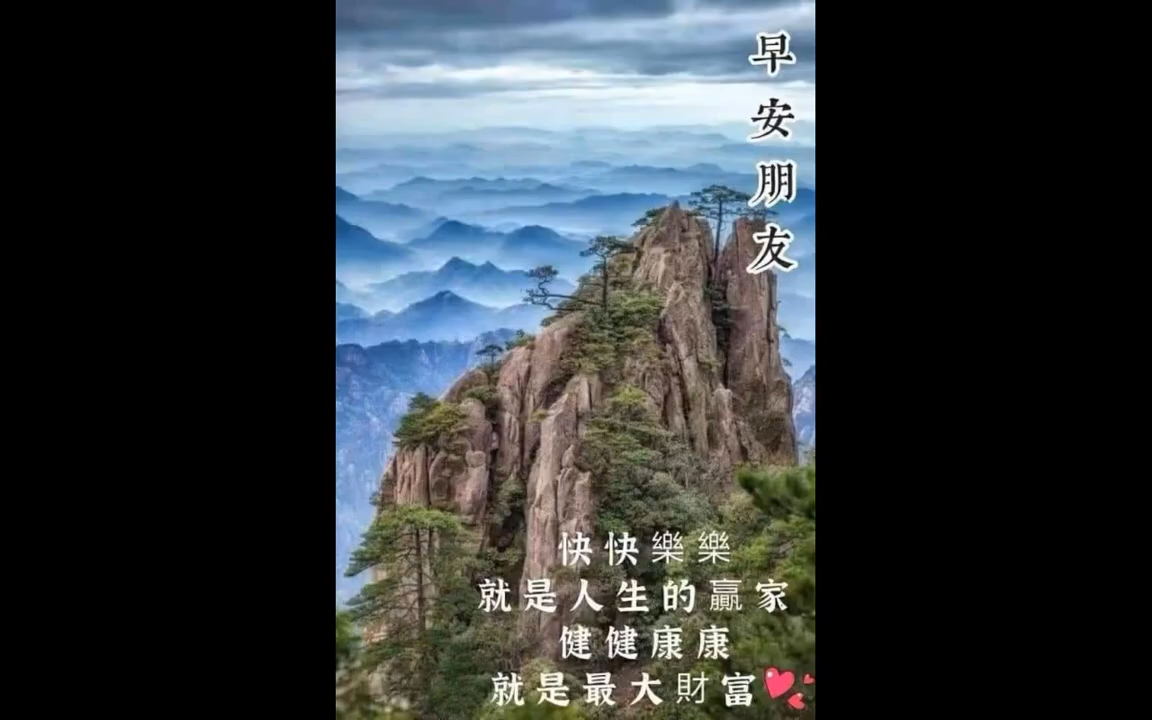 早安朋友
快快樂樂
就是人生的贏家
健健康康
就是最大財富